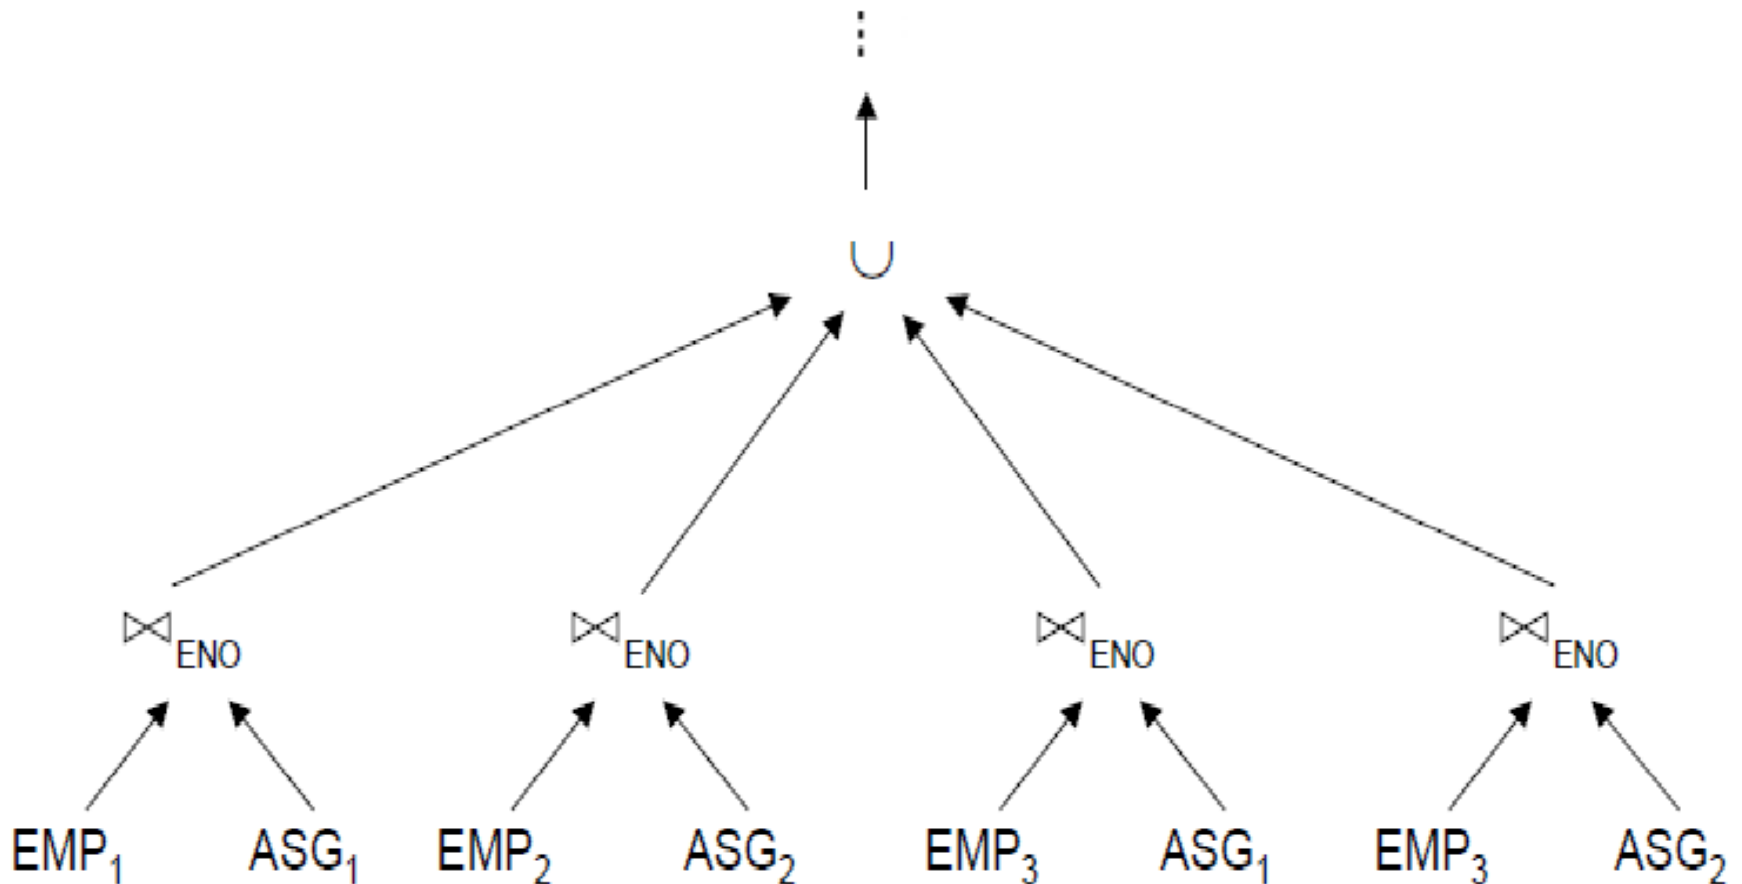 ⋮
∪
⋈ENO ⋈ENO ⋈ENO ⋈ENO
EMP₁ ASG₁ EMP₂ ASG₂ EMP₃ ASG₁ EMP₃ ASG₂